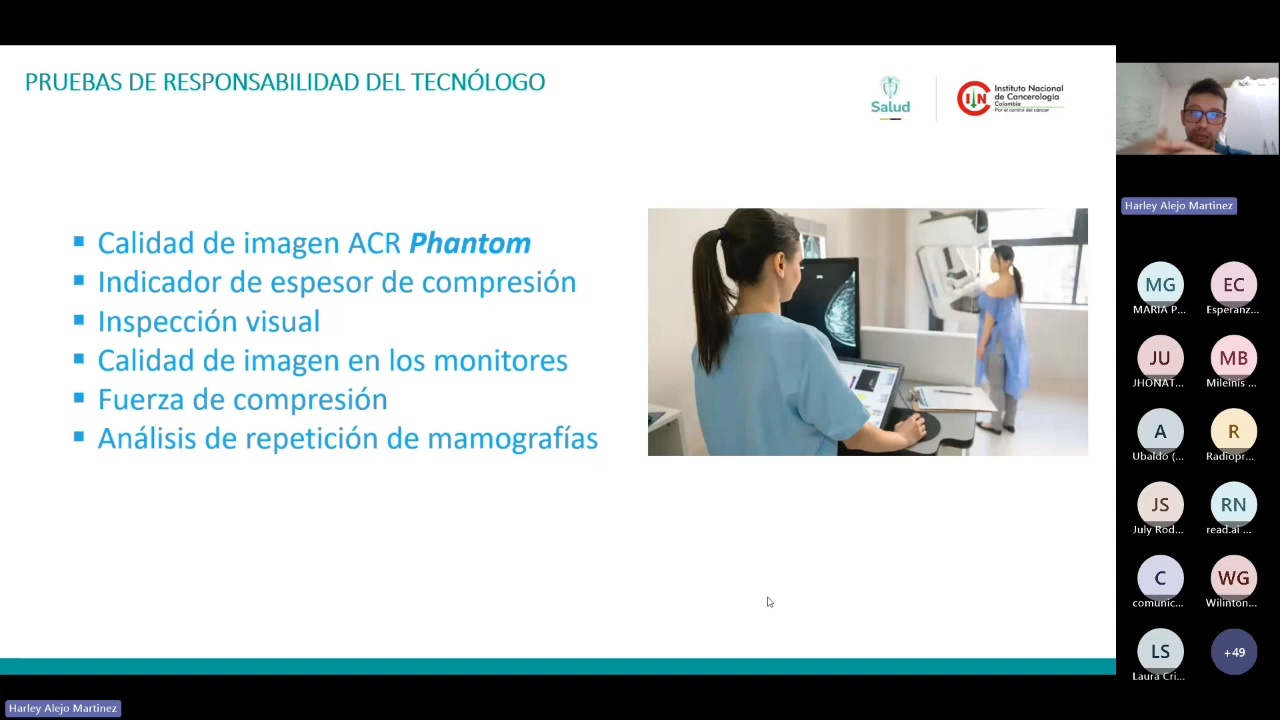 PRUEBAS DE RESPONSABILIDAD DEL TECNÓLOGO
Salud
Instituto Nacional
de Cancerología
Colombia
Por el control del cáncer
Calidad de imagen ACR Phantom
Indicador de espesor de compresión
Inspección visual
Calidad de imagen en los monitores
Fuerza de compresión
Análisis de repetición de mamografías
Harley Alejo Martinez
MG
EC
MARIA P...
Esperanz...
JU
MB
JHONAT...
Mileinis ...
A
R
Ubaldo (...
Radiopr...
JS
RN
July Rod...
read.ai ...
C
WG
comunic...
Wilinton...
LS
+49
Laura Cri...
Harley Alejo Martinez